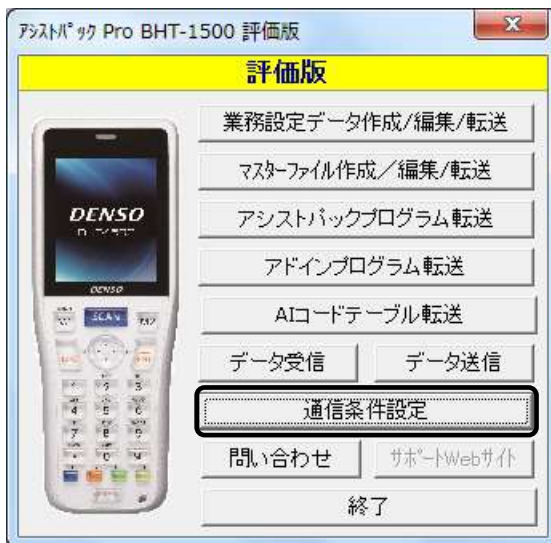 ｱｼｽﾄﾊﾟｯｸ Pro BHT-1500 評価版
評価版
業務設定データ作成/編集/転送
ﾏｽﾀｰﾌｧｲﾙ作成／編集/転送
アシストパックプログラム転送
アドインプログラム転送
AIコードテーブル転送
データ受信 データ送信
通信条件設定
問い合わせ ｻﾎﾟｰﾄWebｻｲﾄ
終了
DENSO
DENSO
SCAN